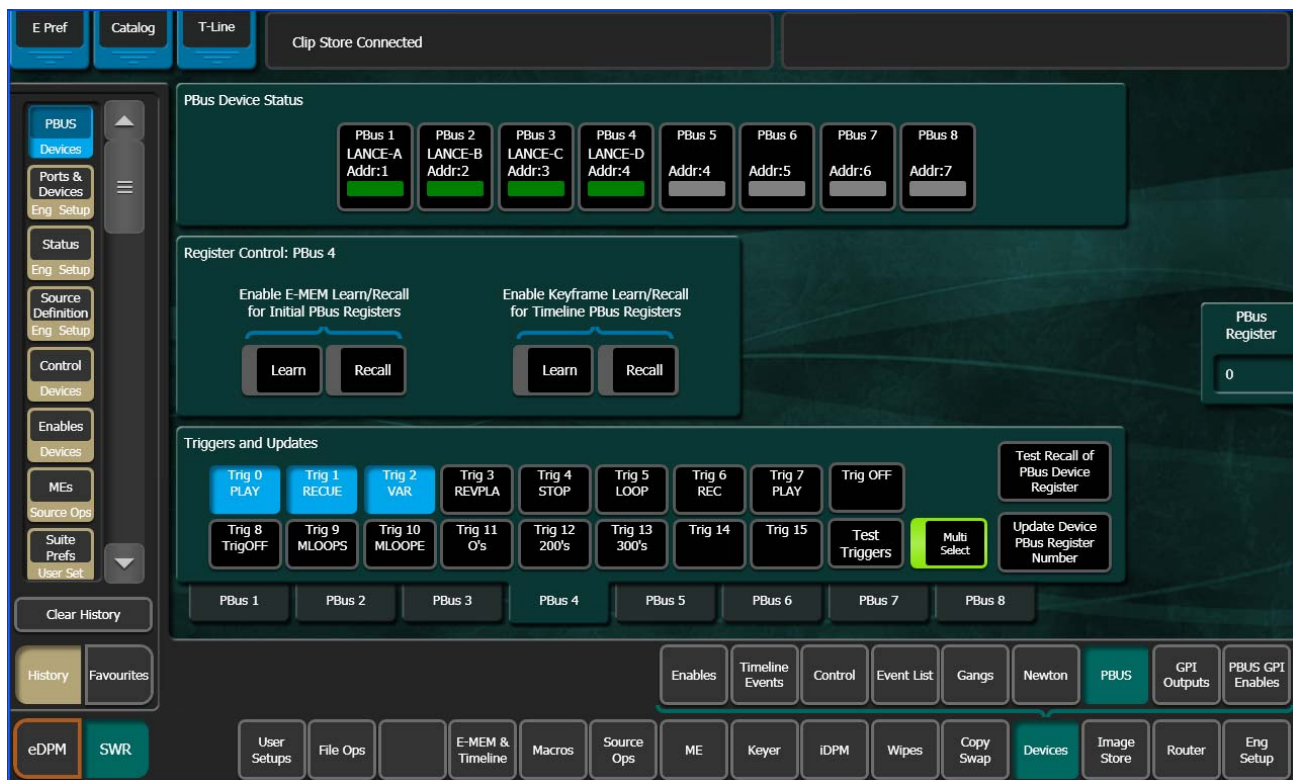 E Pref
Catalog
T-Line
Clip Store Connected
PBUS
Devices
Ports &
Devices
Eng Setup
Status
Eng Setup
Source
Definition
Eng Setup
Control
Devices
Enables
Devices
MEs
Source Ops
Suite
Prefs
User Set
Clear History
History
Favourites
PBus Device Status
PBus 1
LANCE-A
Addr:1
PBus 2
LANCE-B
Addr:2
PBus 3
LANCE-C
Addr:3
PBus 4
LANCE-D
Addr:4
PBus 5
Addr:4
PBus 6
Addr:5
PBus 7
Addr:6
PBus 8
Addr:7
Register Control: PBus 4
Enable E-MEM Learn/Recall
for Initial PBus Registers
Learn
Recall
Enable Keyframe Learn/Recall
for Timeline PBus Registers
Learn
Recall
PBus
Register
0
Triggers and Updates
Trig 0
PLAY
Trig 1
RECUE
Trig 2
VAR
Trig 3
REVPLA
Trig 4
STOP
Trig 5
LOOP
Trig 6
REC
Trig 7
PLAY
Trig OFF
Test Recall of
PBus Device
Register
Trig 8
TrigOFF
Trig 9
MLOOPS
Trig 10
MLOOPE
Trig 11
O's
Trig 12
200's
Trig 13
300's
Trig 14
Trig 15
Test
Triggers
Multi
Select
Update Device
PBus Register
Number
PBus 1
PBus 2
PBus 3
PBus 4
PBus 5
PBus 6
PBus 7
PBus 8
Enables
Timeline
Events
Control
Event List
Gangs
Newton
PBUS
GPI
Outputs
PBUS GPI
Enables
eDPM
SWR
User
Setups
File Ops
E-MEM &
Timeline
Macros
Source
Ops
ME
Keyer
iDPM
Wipes
Copy
Swap
Devices
Image
Store
Router
Eng
Setup